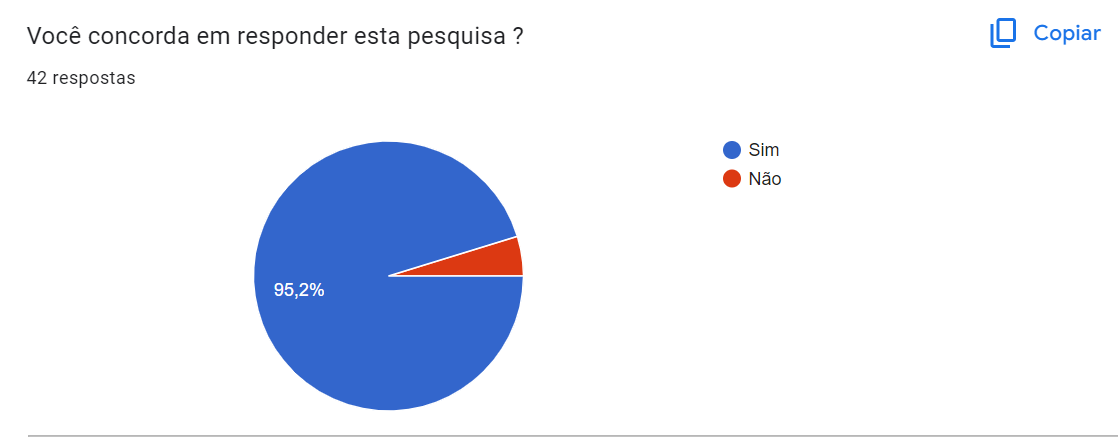 Você concorda em responder esta pesquisa ?
Copiar
42 respostas
Sim
Não
95,2%